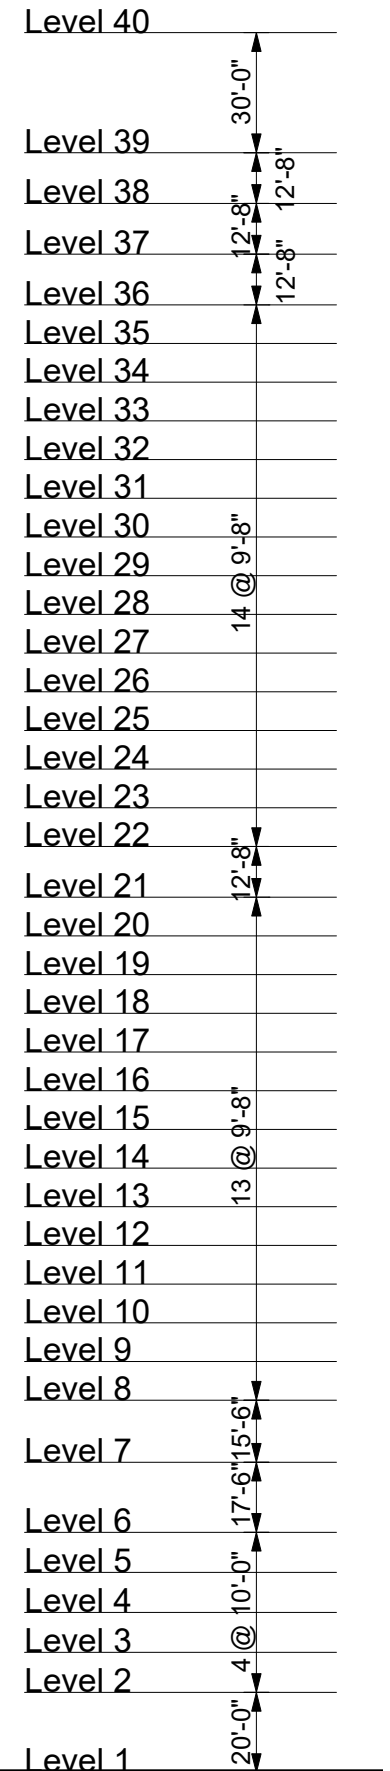 Level 40
30'-0"
Level 39
12'-8"
Level 38
12'-8"
Level 37
12'-8"
Level 36
Level 35
Level 34
Level 33
Level 32
Level 31
Level 30
14 @ 9'-8"
Level 29
Level 28
Level 27
Level 26
Level 25
Level 24
Level 23
Level 22
12'-8"
Level 21
Level 20
Level 19
Level 18
Level 17
Level 16
Level 15
13 @ 9'-8"
Level 14
Level 13
Level 12
Level 11
Level 10
Level 9
Level 8
15'-6"
Level 7
17'-6"
Level 6
Level 5
4 @ 10'-0"
Level 4
Level 3
Level 2
20'-0"
Level 1